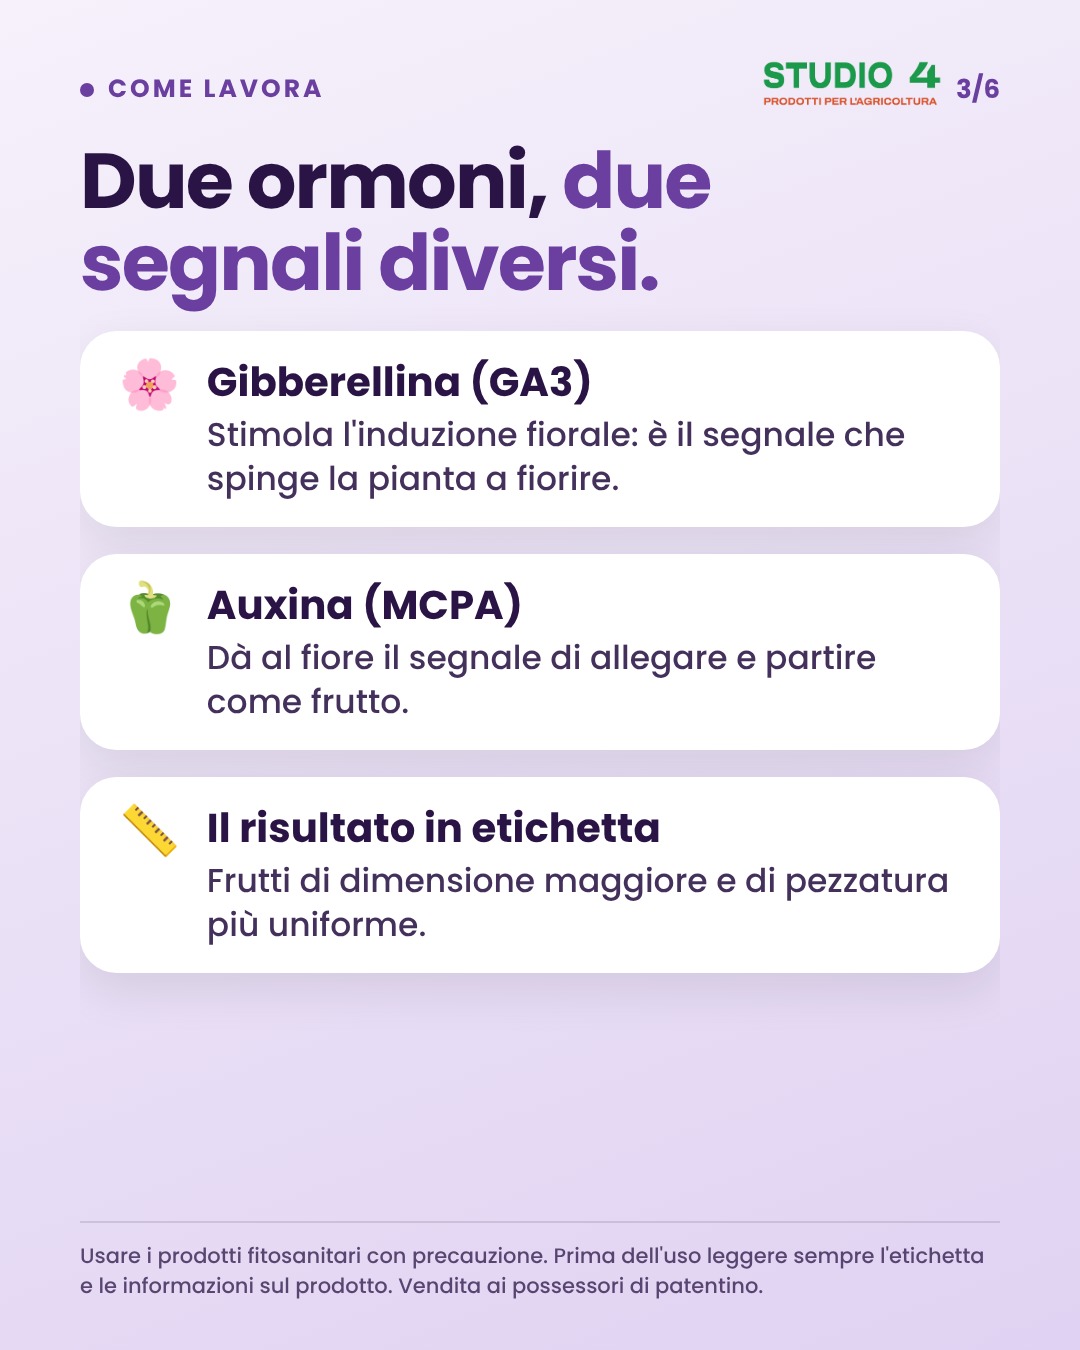 COME LAVORA
STUDIO 4
PRODOTTI PER L'AGRICOLTURA
3/6
Due ormoni, due
segnali diversi.
Gibberellina (GA3)
Stimola l'induzione fiorale: è il segnale che
spinge la pianta a fiorire.
Auxina (MCPA)
Dà al fiore il segnale di allegare e partire
come frutto.
Il risultato in etichetta
Frutti di dimensione maggiore e di pezzatura
più uniforme.
Usare i prodotti fitosanitari con precauzione. Prima dell'uso leggere sempre l'etichetta
e le informazioni sul prodotto. Vendita ai possessori di patentino.